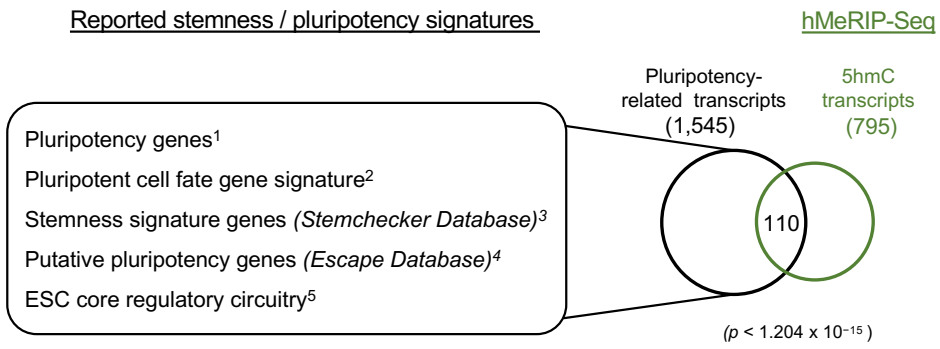 Reported stemness / pluripotency signatures
hMeRIP-Seq
Pluripotency-
related transcripts
(1,545)
5hmC
transcripts
(795)
Pluripotency genes¹
Pluripotent cell fate gene signature²
Stemness signature genes (Stemchecker Database)³
Putative pluripotency genes (Escape Database)⁴
ESC core regulatory circuitry⁵
110
(p < 1.204 x 10⁻¹⁵ )